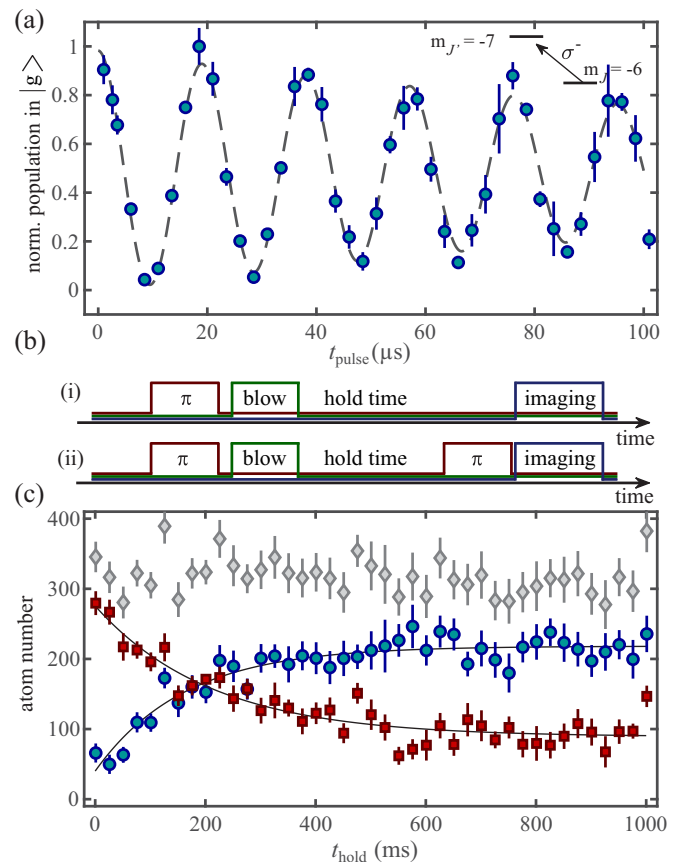 (a)
norm. population in |g>
1
0.8
0.6
0.4
0.2
0
m_J' = -7
σ⁻
m_J = -6
0 20 40 60 80 100
t_pulse (μs)
(b)
(i)
π blow hold time imaging
time
(ii)
π blow hold time π imaging
time
(c)
atom number
400
300
200
100
0
0 200 400 600 800 1000
t_hold (ms)